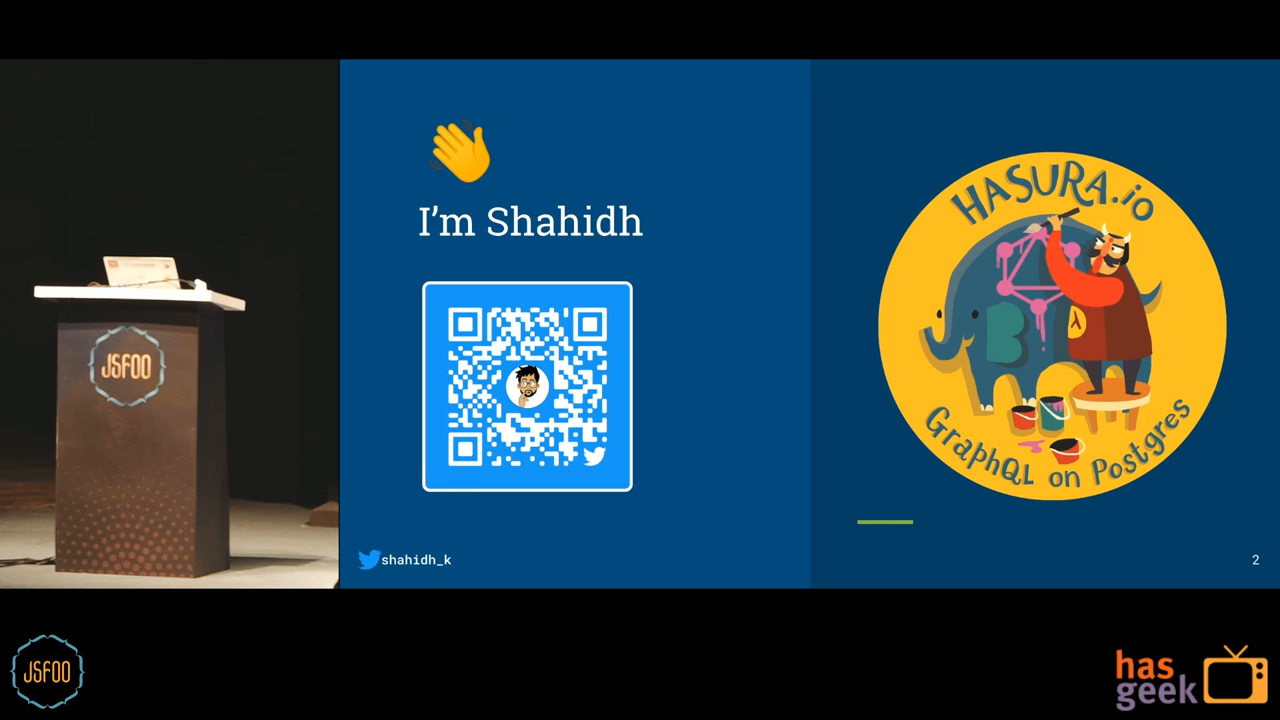 👋
I’m Shahidh
shahidh_k
HASURA.io
GraphQL on Postgres
2
JSFOO
JSFOO
has
geek